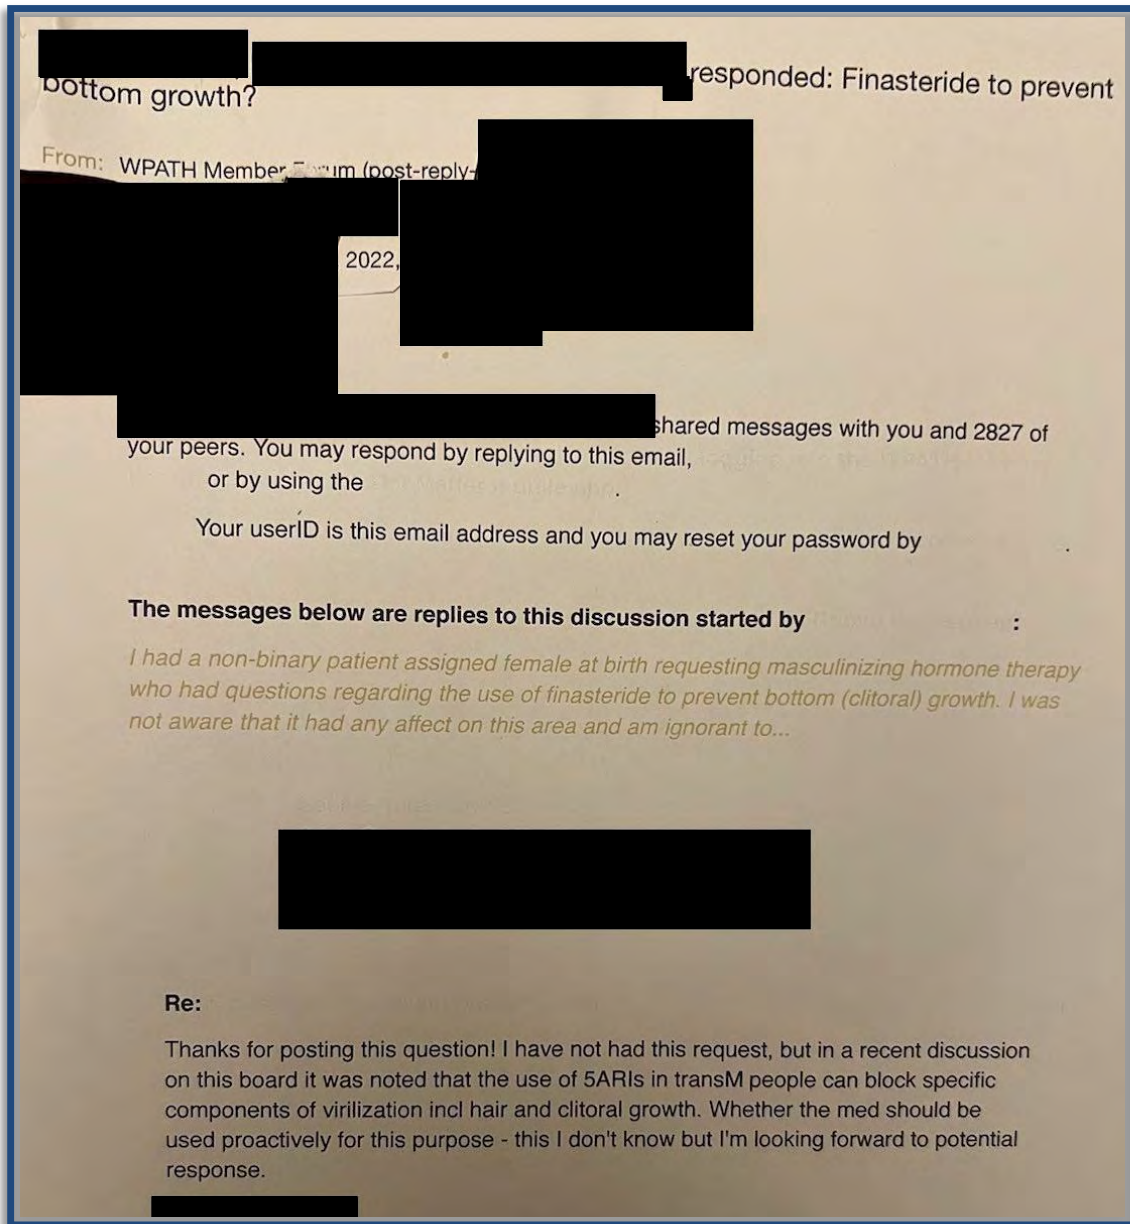 responded: Finasteride to prevent
bottom growth?
From: WPATH Member (post-reply-
2022,
shared messages with you and 2827 of
your peers. You may respond by replying to this email,
or by using the .
Your userID is this email address and you may reset your password by .
The messages below are replies to this discussion started by :
I had a non-binary patient assigned female at birth requesting masculinizing hormone therapy
who had questions regarding the use of finasteride to prevent bottom (clitoral) growth. I was
not aware that it had any affect on this area and am ignorant to...
Re:
Thanks for posting this question! I have not had this request, but in a recent discussion
on this board it was noted that the use of 5ARIs in transM people can block specific
components of virilization incl hair and clitoral growth. Whether the med should be
used proactively for this purpose - this I don't know but I'm looking forward to potential
response.